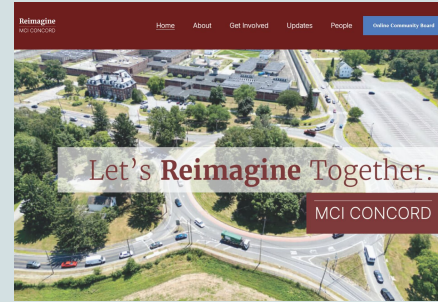 Reimagine
MCI CONCORD
Home About Get Involved Updates People Online Community Board
Let's Reimagine Together.
MCI CONCORD